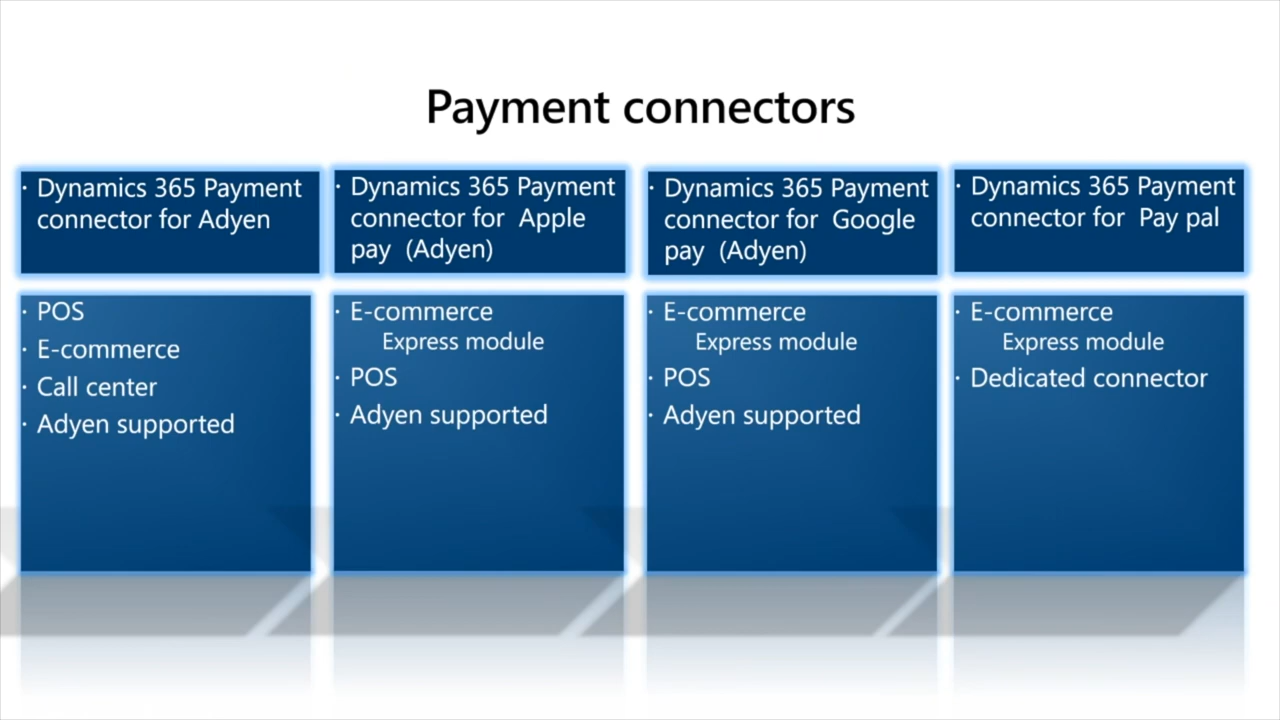 Payment connectors
· Dynamics 365 Payment
connector for Adyen
· Dynamics 365 Payment
connector for  Apple
pay  (Adyen)
· Dynamics 365 Payment
connector for  Google
pay  (Adyen)
· Dynamics 365 Payment
connector for  Pay pal
· POS
· E-commerce
· Call center
· Adyen supported
· E-commerce
Express module
· POS
· Adyen supported
· E-commerce
Express module
· POS
· Adyen supported
· E-commerce
Express module
· Dedicated connector